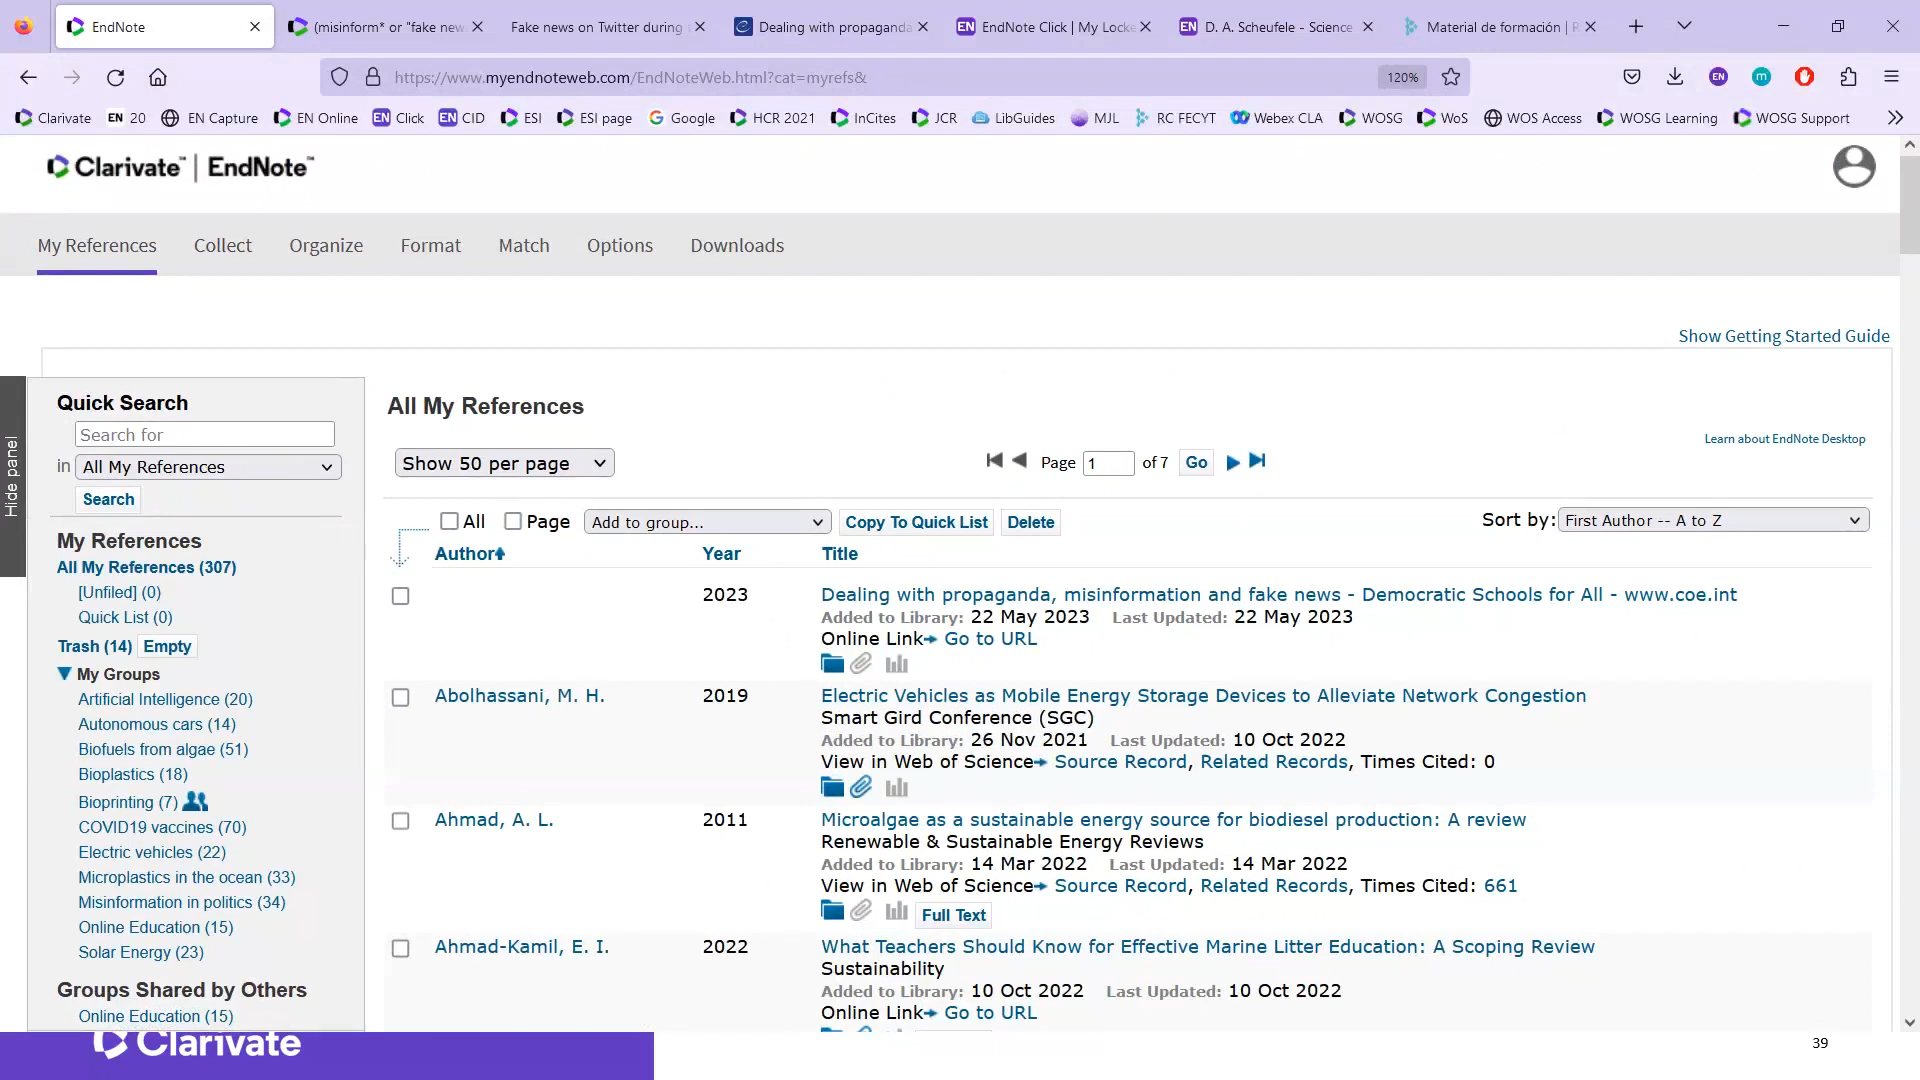 EndNote
(misinform* or "fake new
Fake news on Twitter during
Dealing with propaganda
EndNote Click | My Locke
D. A. Scheufele - Science
Material de formación | R
https://www.myendnoteweb.com/EndNoteWeb.html?cat=myrefs&
120%
Clarivate
EN 20
EN Capture
EN Online
EN Click
EN CID
ESI
ESI page
Google
HCR 2021
InCites
JCR
LibGuides
MJL
RC FECYT
Webex CLA
WOSG
WoS
WOS Access
WOSG Learning
WOSG Support
Clarivate™ | EndNote™
My References
Collect
Organize
Format
Match
Options
Downloads
Show Getting Started Guide
Hide panel
Quick Search
Search for
in All My References
Search
My References
All My References (307)
[Unfiled] (0)
Quick List (0)
Trash (14) Empty
My Groups
Artificial Intelligence (20)
Autonomous cars (14)
Biofuels from algae (51)
Bioplastics (18)
Bioprinting (7)
COVID19 vaccines (70)
Electric vehicles (22)
Microplastics in the ocean (33)
Misinformation in politics (34)
Online Education (15)
Solar Energy (23)
Groups Shared by Others
Online Education (15)
All My References
Learn about EndNote Desktop
Show 50 per page
Page 1 of 7 Go
All Page Add to group... Copy To Quick List Delete
Sort by: First Author -- A to Z
Author Year Title
2023 Dealing with propaganda, misinformation and fake news - Democratic Schools for All - www.coe.int
Added to Library: 22 May 2023 Last Updated: 22 May 2023
Online Link Go to URL
Abolhassani, M. H. 2019 Electric Vehicles as Mobile Energy Storage Devices to Alleviate Network Congestion
Smart Gird Conference (SGC)
Added to Library: 26 Nov 2021 Last Updated: 10 Oct 2022
View in Web of Science Source Record, Related Records, Times Cited: 0
Ahmad, A. L. 2011 Microalgae as a sustainable energy source for biodiesel production: A review
Renewable & Sustainable Energy Reviews
Added to Library: 14 Mar 2022 Last Updated: 14 Mar 2022
View in Web of Science Source Record, Related Records, Times Cited: 661
Full Text
Ahmad-Kamil, E. I. 2022 What Teachers Should Know for Effective Marine Litter Education: A Scoping Review
Sustainability
Added to Library: 10 Oct 2022 Last Updated: 10 Oct 2022
Online Link Go to URL
Clarivate
39